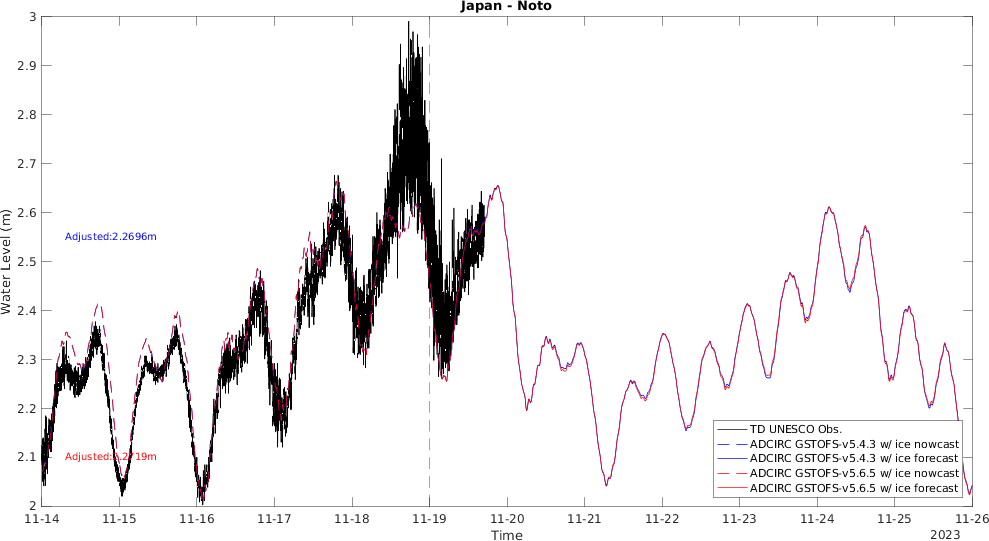 Japan - Noto
3
2.9
2.8
2.7
2.6
2.5
2.4
2.3
2.2
2.1
2
Water Level (m)
Adjusted:2.2696m
Adjusted:2.2719m
TD UNESCO Obs.
ADCIRC GSTOFS-v5.4.3 w/ ice nowcast
ADCIRC GSTOFS-v5.4.3 w/ ice forecast
ADCIRC GSTOFS-v5.6.5 w/ ice nowcast
ADCIRC GSTOFS-v5.6.5 w/ ice forecast
11-14 11-15 11-16 11-17 11-18 11-19 11-20 11-21 11-22 11-23 11-24 11-25 11-26
Time
2023